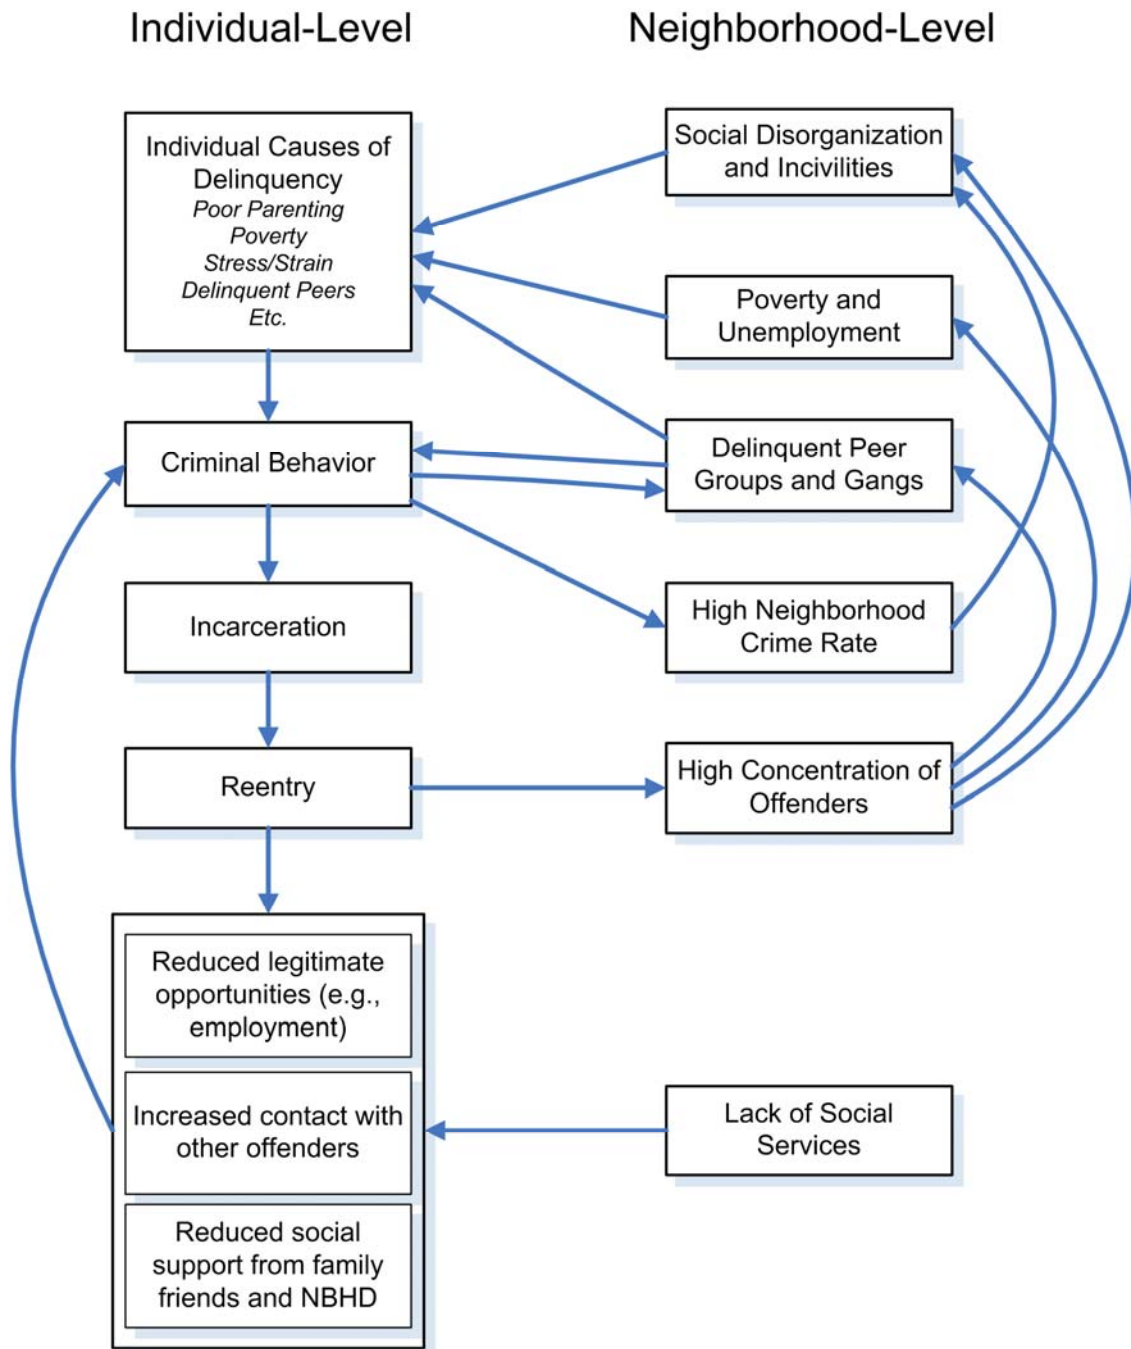 Individual-Level
Neighborhood-Level
Individual Causes of
Delinquency
Poor Parenting
Poverty
Stress/Strain
Delinquent Peers
Etc.
Social Disorganization
and Incivilities
Poverty and
Unemployment
Criminal Behavior
Delinquent Peer
Groups and Gangs
Incarceration
High Neighborhood
Crime Rate
Reentry
High Concentration of
Offenders
Reduced legitimate
opportunities (e.g.,
employment)
Increased contact with
other offenders
Lack of Social
Services
Reduced social
support from family
friends and NBHD